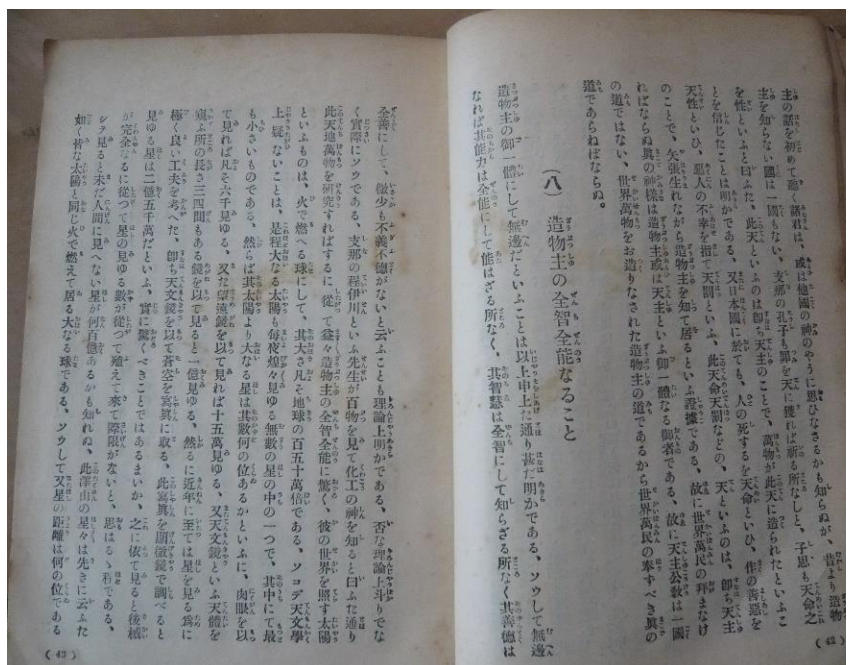 主の話を初めて聽く諸君は、或は他國の神のやうに思ひなさるかも知らぬが、昔より造物
主を知らない國は一國もない、支那の孔子も罪を天に獲れば祈る所なしと、子思も天命之
を性といふと曰ふた、此天といふのは卽ち天主のことで、萬物が此天に造られたといふこ
とを信じたことは明かである、又日本國に於ても、人の死するを天命といひ、作の善惡を
天性といひ、惡人の不幸を指て天罰といふ、此天命天罰などの、天といふのは、卽ち天主
のことで、矢張生れながら造物主を知て居るといふ證據である、故に世界萬民の拜まなけ
ればならぬ眞の神樣は造物主或は天主といふ御一體なる御者である、故に天主公敎は一國
の道ではない、世界萬物をお造りなされた造物主の道であるから世界萬民の奉ずべき眞の
道であらねばならぬ。
（八）　造物主の全智全能なること
造物主の御一體にして無邊だといふことは以上申上た通り甚だ明かである、ソウして無邊
なれば其能力は全能にして能はざる所なく、其智慧は全智にして知らざる所なく其善德は
(42)
全善にして、微少も不義不德がないと云ふことも理論上明かである、否な理論上斗りでな
く實際にソウである、支那の程伊川といふ先生が百物を見て化工の神を知ると曰ふた通り
此天地萬物を硏究すればするに從て益々造物主の全智全能に驚く、彼の世界を照す太陽
といふものは、火で燃へる球にして、其大さ凡そ地球の百五十萬倍である、ソコデ天文學
上疑ないことは、是程大なる太陽も每夜煌々見ゆる無數の星の中の一つで、其中にて最
も小さいものである、然らば其太陽より大なる星は其數何の位あるかといふに、肉眼を以
て見れば凡そ六千見ゆる、又た望遠鏡を以て見れば十五萬見ゆる、又天文鏡といふ天體を
窺ふ所の長さ三四間もある鏡を以て見ると一億見ゆる、然るに近年に至ては星を見る爲に
極く良い工夫を考へた、卽ち天文鏡を以て蒼空を寫眞に取る、此寫眞を顯微鏡で調べると
見ゆる星は二億五千萬だといふ、實に驚くべきことではあるまいか、之に依て見ると後楲
が完全なるに從つて星の見ゆる數が從つて殖えて來て際限がないと、思はるゝ程である、
シヲ見ると未だ人間に見へない星が何百億あるかも知れぬ、此澤山の星々は先きに云ふた
如く皆な太陽と同じ火で燃えて居る大なる球である、ソウして又星の距離は何の位である
(43)